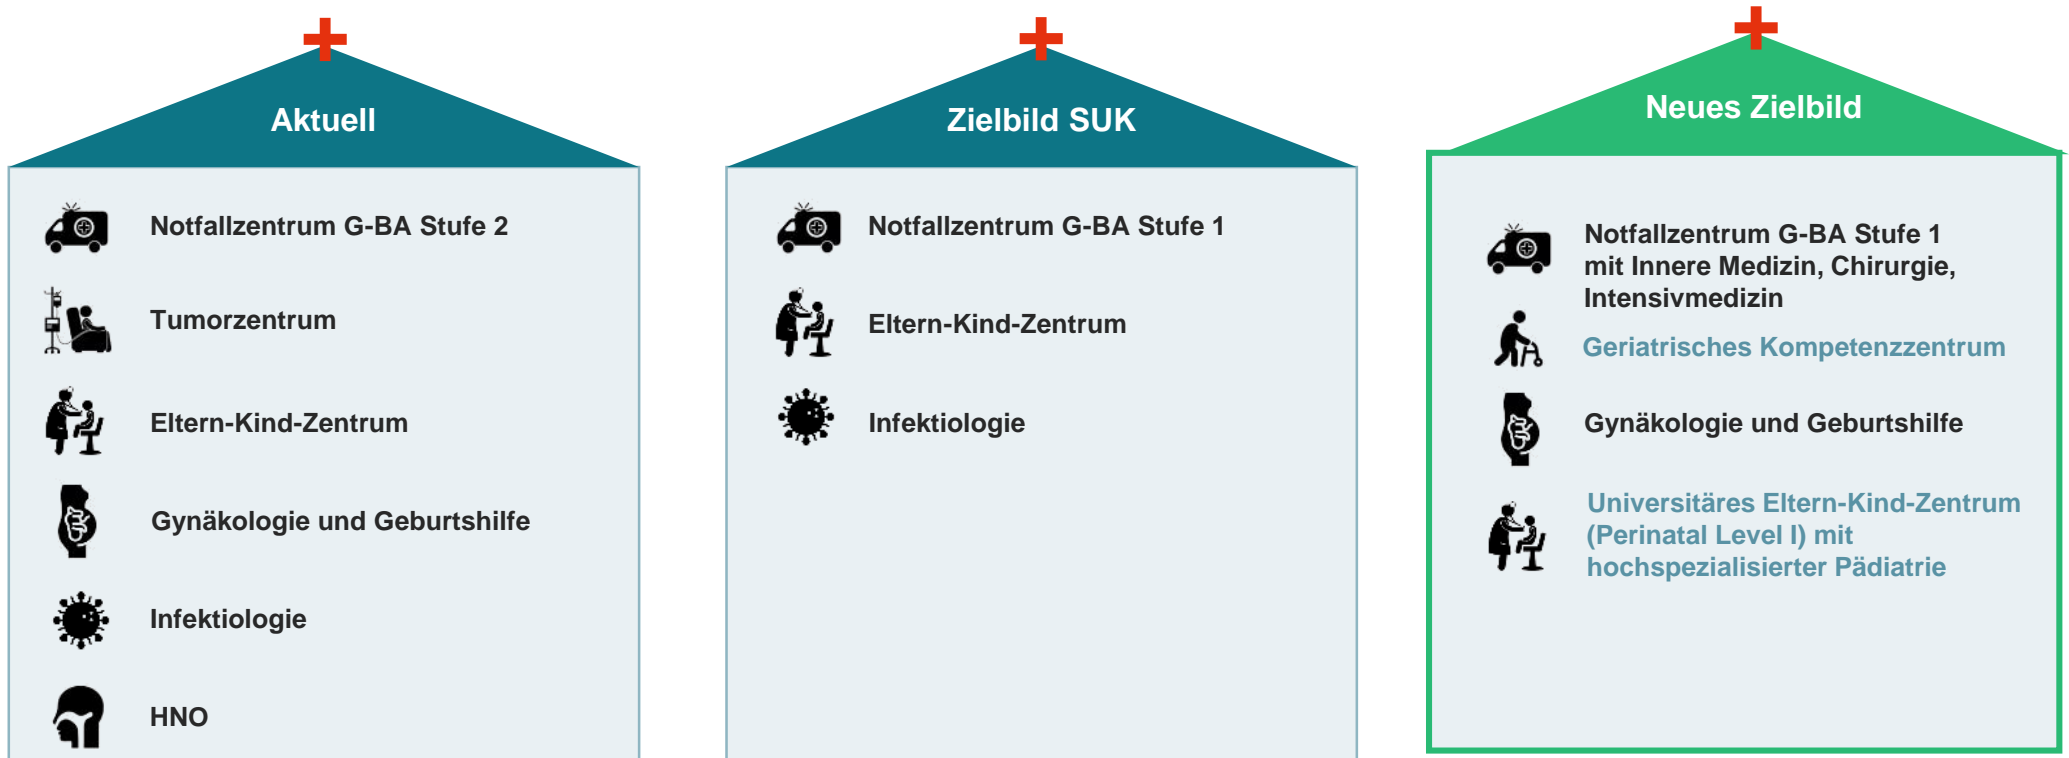 Aktuell
Notfallzentrum G-BA Stufe 2
Tumorzentrum
Eltern-Kind-Zentrum
Gynäkologie und Geburtshilfe
Infektiologie
HNO
Zielbild SUK
Notfallzentrum G-BA Stufe 1
Eltern-Kind-Zentrum
Infektiologie
Neues Zielbild
Notfallzentrum G-BA Stufe 1
mit Innere Medizin, Chirurgie,
Intensivmedizin
Geriatrisches Kompetenzzentrum
Gynäkologie und Geburtshilfe
Universitäres Eltern-Kind-Zentrum
(Perinatal Level I) mit
hochspezialisierter Pädiatrie